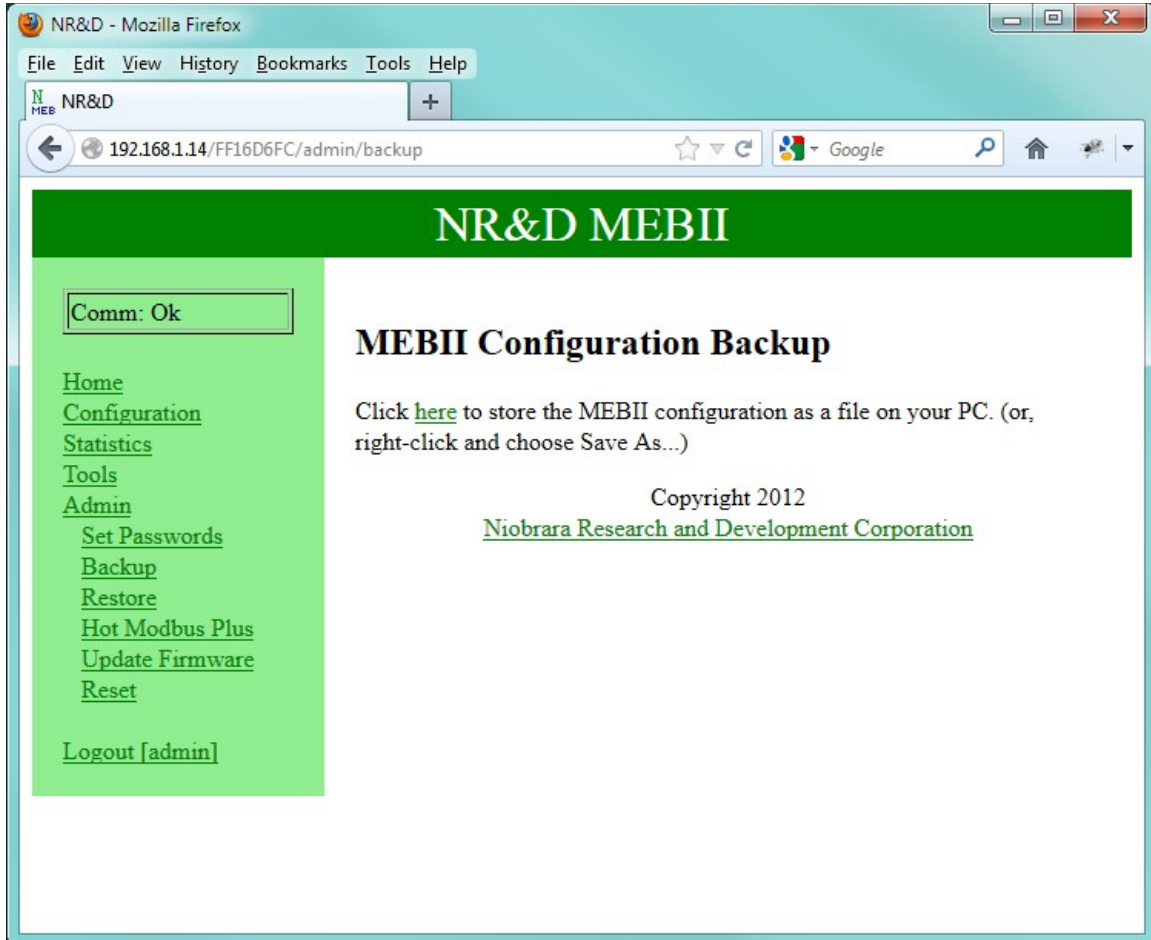 NR&D - Mozilla Firefox
File Edit View History Bookmarks Tools Help
N
MEB
NR&D
+
192.168.1.14/FF16D6FC/admin/backup
Google
NR&D MEBII
Comm: Ok
Home
Configuration
Statistics
Tools
Admin
Set Passwords
Backup
Restore
Hot Modbus Plus
Update Firmware
Reset
Logout [admin]
MEBII Configuration Backup
Click here to store the MEBII configuration as a file on your PC. (or,
right-click and choose Save As...)
Copyright 2012
Niobrara Research and Development Corporation